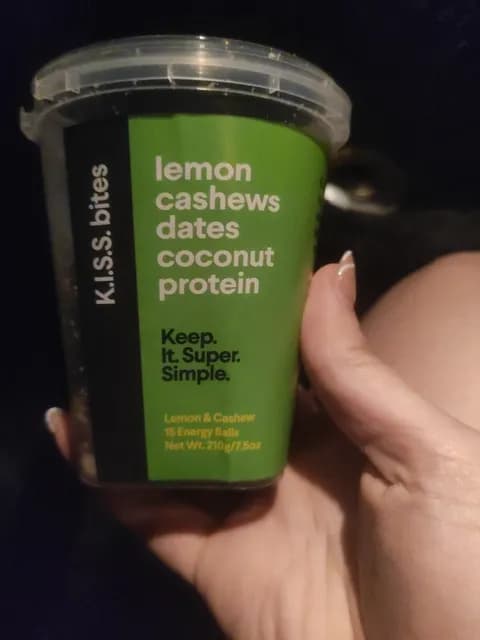 K.I.S.S. bites
lemon
cashews
dates
coconut
protein
Keep.
It. Super.
Simple.
Lemon & Cashew
15 Energy Balls
Net Wt. 210g/7.5oz